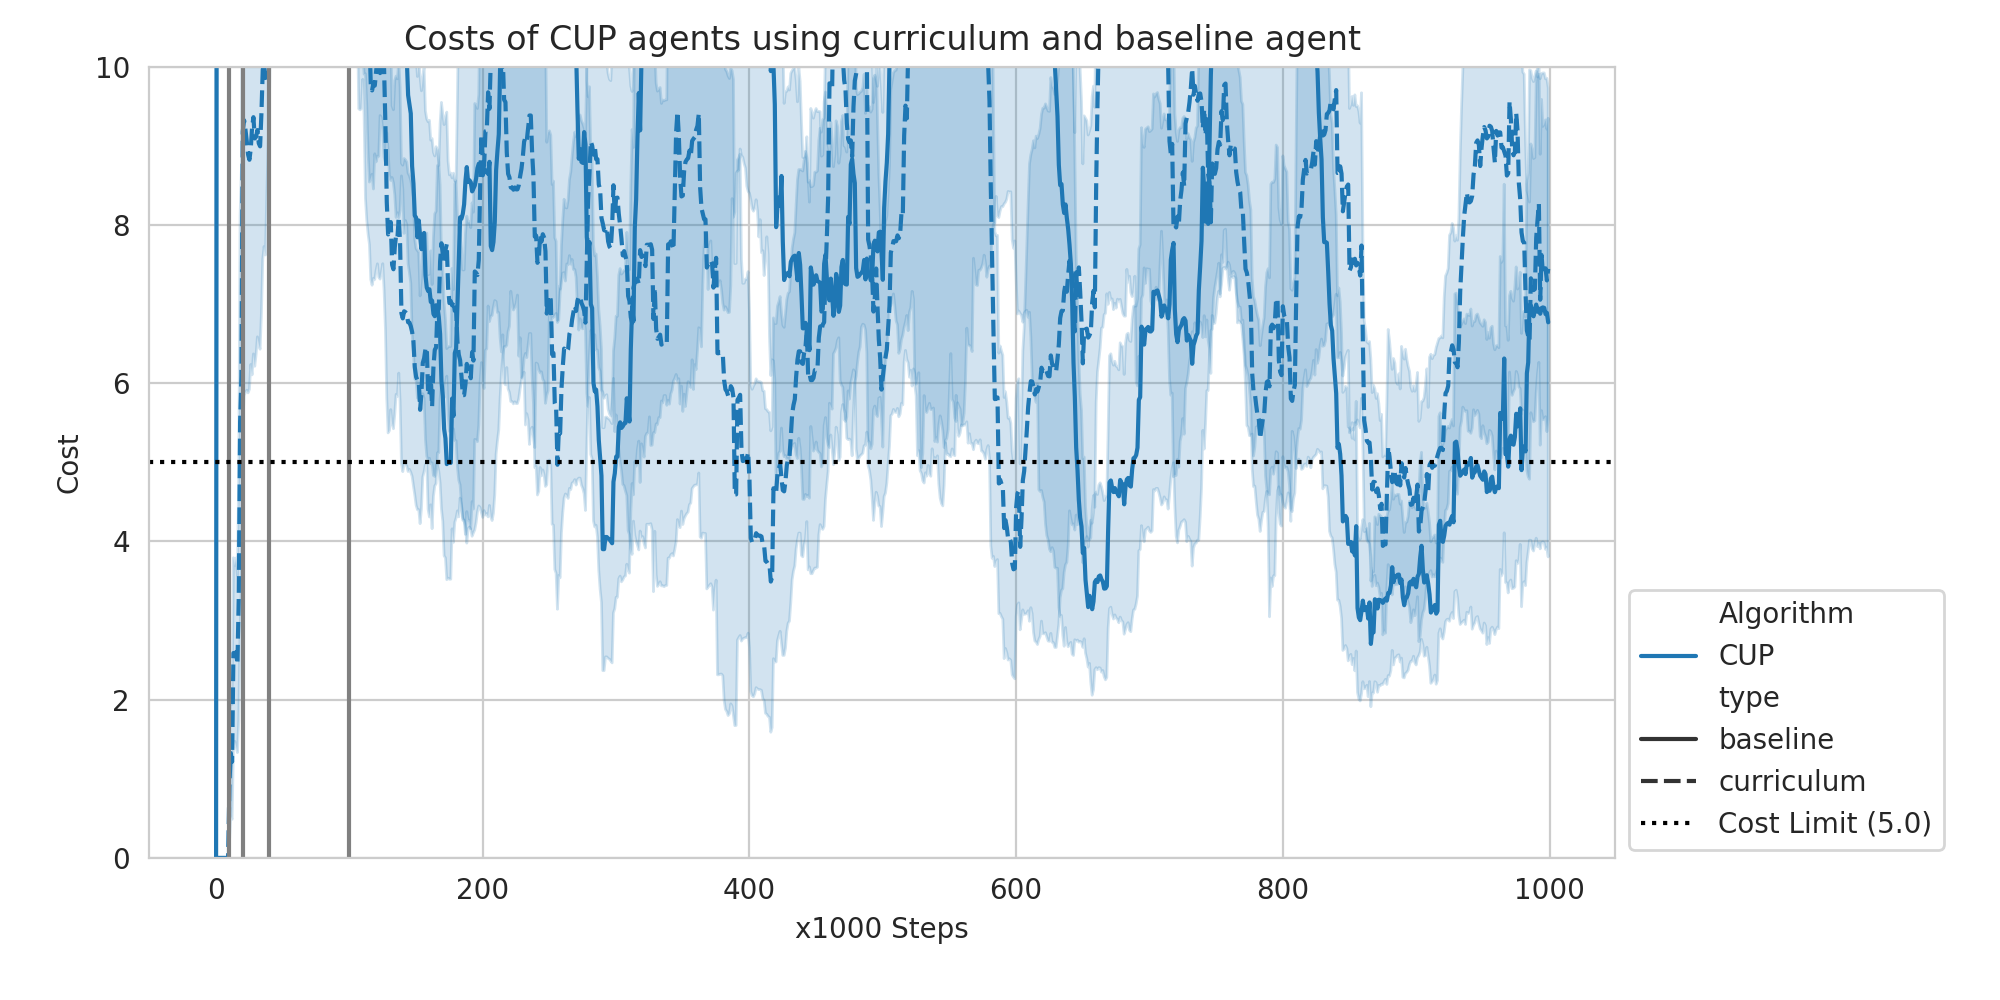 Costs of CUP agents using curriculum and baseline agent
10
8
6
4
2
0
Cost
0 200 400 600 800 1000
x1000 Steps
Algorithm
CUP
type
baseline
curriculum
Cost Limit (5.0)